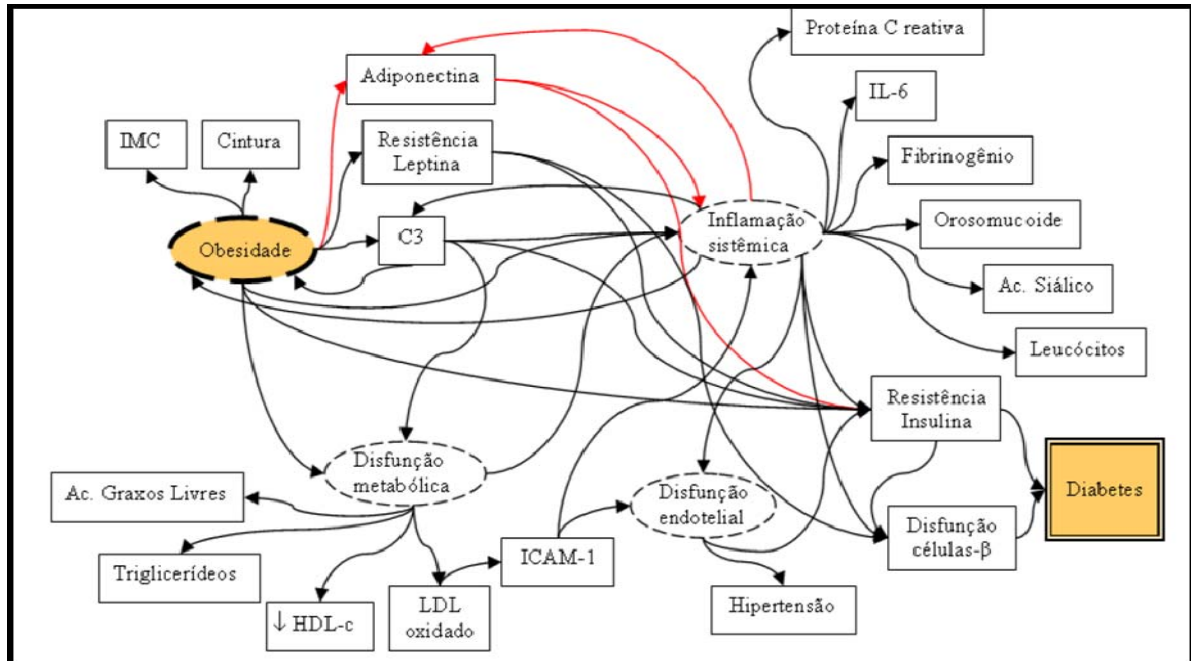 Proteína C reativa
Adiponectina
IL-6
IMC
Cintura
Resistência
Leptina
Fibrinogênio
Inflamação
sistêmica
Orosomucoide
Obesidade
C3
Ac. Siálico
Leucócitos
Resistência
Insulina
Disfunção
metabólica
Ac. Graxos Livres
Disfunção
endotelial
Diabetes
Disfunção
células-β
ICAM-1
Triglicerídeos
↓ HDL-c
LDL
oxidado
Hipertensão